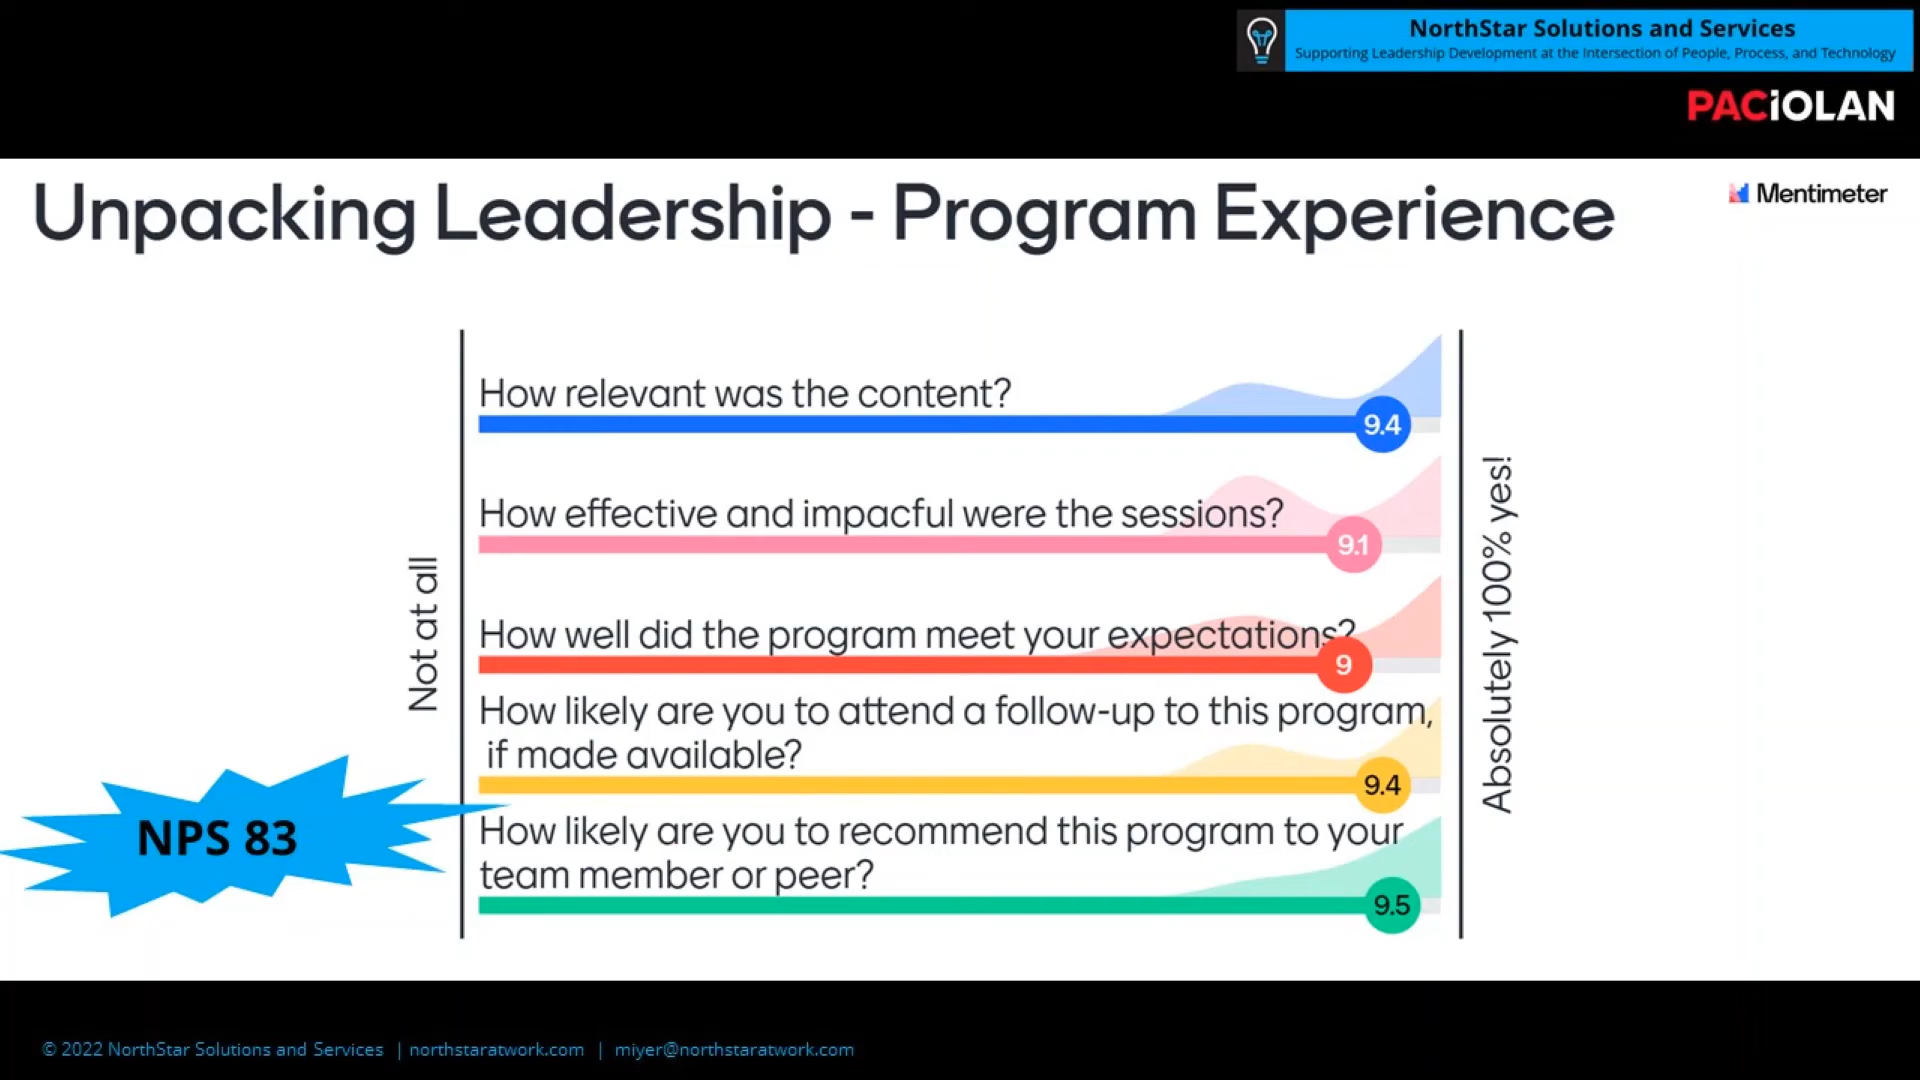 NorthStar Solutions and Services
Supporting Leadership Development at the Intersection of People, Process, and Technology
PACiOLAN
Unpacking Leadership - Program Experience
Mentimeter
Not at all
How relevant was the content?
9.4
How effective and impacful were the sessions?
9.1
How well did the program meet your expectations?
9
How likely are you to attend a follow-up to this program,
if made available?
9.4
How likely are you to recommend this program to your
team member or peer?
9.5
Absolutely 100% yes!
NPS 83
© 2022 NorthStar Solutions and Services | northstaratwork.com | miyer@northstaratwork.com